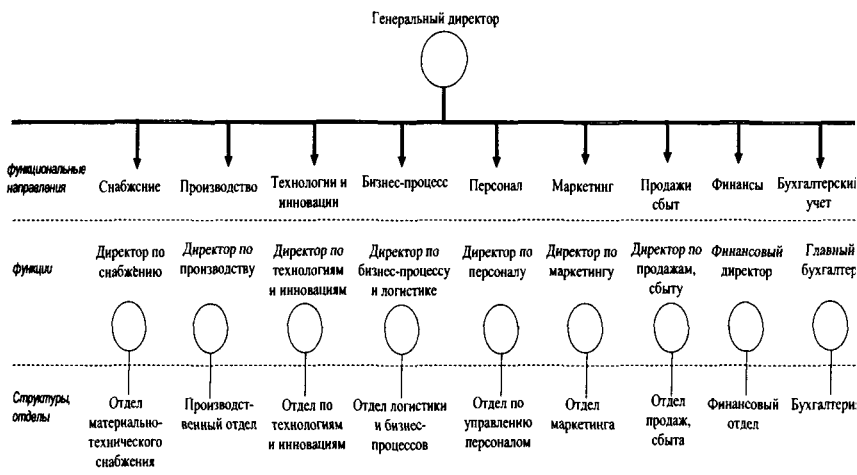 Генеральный директор
функциональные
направления
Снабжение
Производство
Технологии и
инновации
Бизнес-процесс
Персонал
Маркетинг
Продажи
сбыт
Финансы
Бухгалтерский
учет
функции
Директор по
снабжению
Директор по
производству
Директор по
технологиям
и инновациям
Директор по
бизнес-процессу
и логистике
Директор по
персоналу
Директор по
маркетингу
Директор по
продажам,
сбыту
Финансовый
директор
Главный
бухгалтер
Структуры,
отделы
Отдел
материально-
технического
снабжения
Производст-
венный отдел
Отдел по
технологиям
и инновациям
Отдел логистики
и бизнес-
процессов
Отдел по
управлению
персоналом
Отдел
маркетинга
Отдел
продаж,
сбыта
Финансовый
отдел
Бухгалтерия